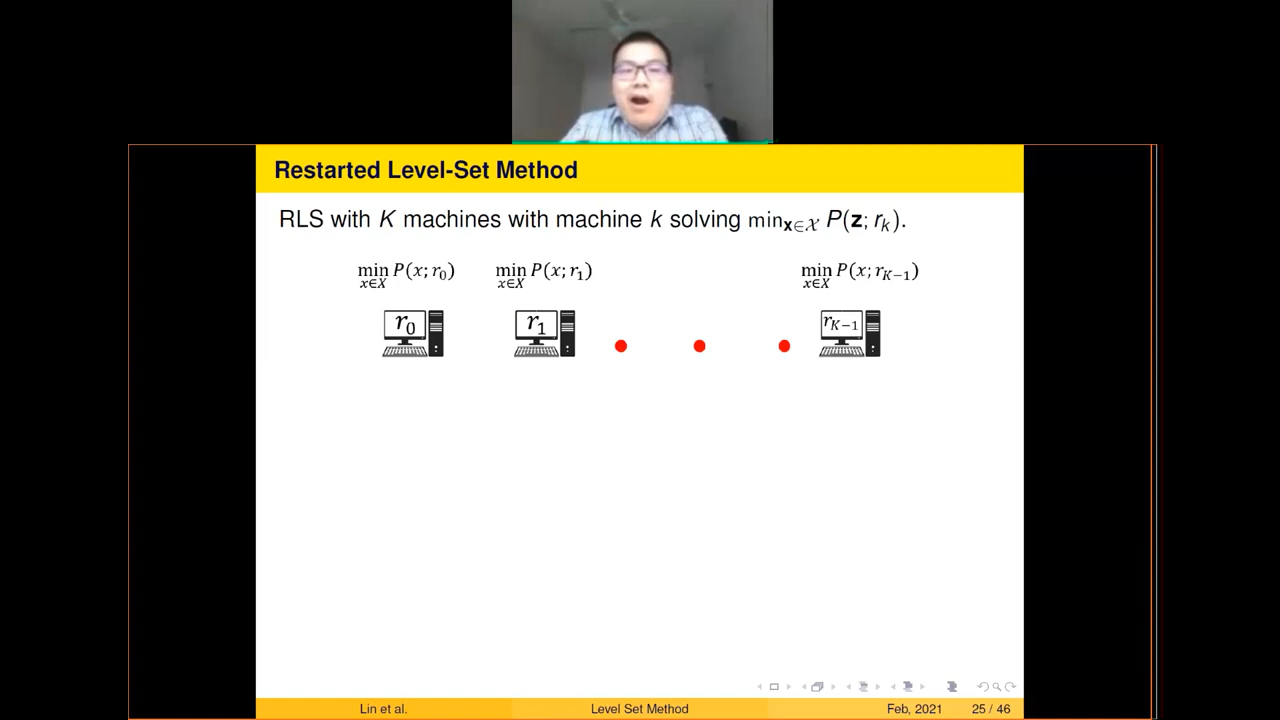 Restarted Level-Set Method
RLS with K machines with machine k solving min_{x∈𝒳} P(z; r_k).
min_{x∈X} P(x; r_0) min_{x∈X} P(x; r_1) min_{x∈X} P(x; r_{K−1})
r_0 r_1 r_{K−1}
Lin et al. Level Set Method Feb, 2021 25 / 46